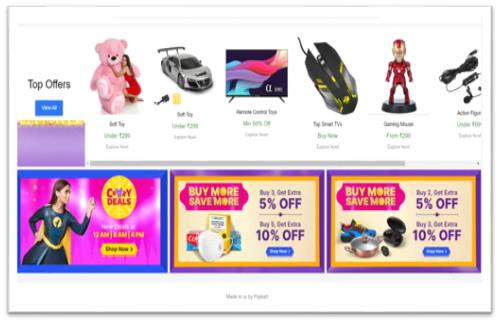 Top Offers
View All
Soft Toy
Under ₹299
Explore Now!
Soft Toy
Under ₹299
Explore Now!
Remote Control Toys
Min 50% Off
Explore Now!
Top Smart TVs
Buy Now
Explore Now!
Gaming Mouse
From ₹299
Explore Now!
Action Figur
Under ₹69
Explore Now!
CrAzY
DEALS
New Deals at
12 AM | 8 AM | 4 PM
Shop Now
BUY MORE
SAVE MORE
Buy 3, Get Extra
5% OFF
Buy 5, Get Extra
10% OFF
Shop Now
BUY MORE
SAVE MORE
Buy 2, Get Extra
5% OFF
Buy 3, Get Extra
10% OFF
Shop Now
Made in by Flipkart